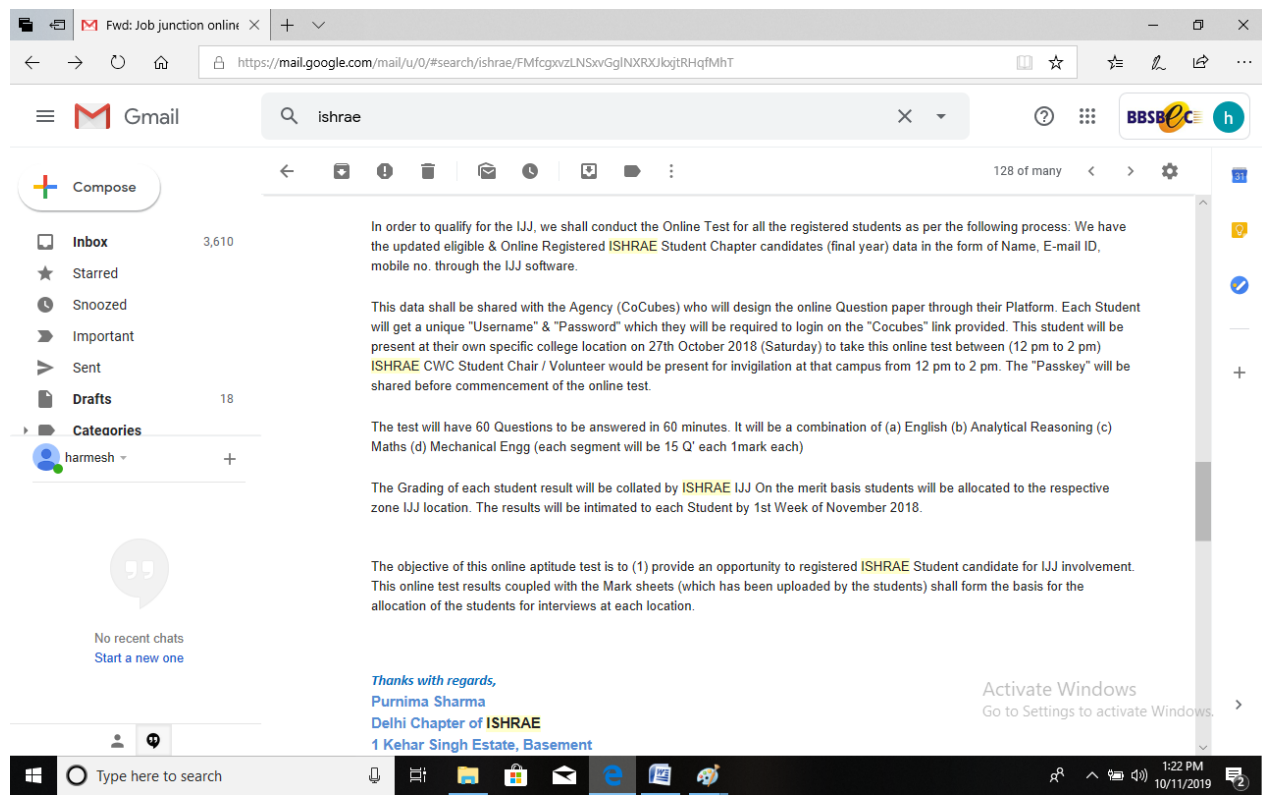 Fwd: Job junction online
https://mail.google.com/mail/u/0/#search/ishrae/FMfcgxvzLNSxvGglNXRXJkxjtRHqfMhT
Gmail
ishrae
BBSBEC
h
Compose
128 of many
31
Inbox 3,610
Starred
Snoozed
Important
Sent
Drafts 18
Categories
harmesh
No recent chats
Start a new one
In order to qualify for the IJJ, we shall conduct the Online Test for all the registered students as per the following process: We have
the updated eligible & Online Registered ISHRAE Student Chapter candidates (final year) data in the form of Name, E-mail ID,
mobile no. through the IJJ software.
This data shall be shared with the Agency (CoCubes) who will design the online Question paper through their Platform. Each Student
will get a unique "Username" & "Password" which they will be required to login on the "Cocubes" link provided. This student will be
present at their own specific college location on 27th October 2018 (Saturday) to take this online test between (12 pm to 2 pm)
ISHRAE CWC Student Chair / Volunteer would be present for invigilation at that campus from 12 pm to 2 pm. The "Passkey" will be
shared before commencement of the online test.
The test will have 60 Questions to be answered in 60 minutes. It will be a combination of (a) English (b) Analytical Reasoning (c)
Maths (d) Mechanical Engg (each segment will be 15 Q' each 1mark each)
The Grading of each student result will be collated by ISHRAE IJJ On the merit basis students will be allocated to the respective
zone IJJ location. The results will be intimated to each Student by 1st Week of November 2018.
The objective of this online aptitude test is to (1) provide an opportunity to registered ISHRAE Student candidate for IJJ involvement.
This online test results coupled with the Mark sheets (which has been uploaded by the students) shall form the basis for the
allocation of the students for interviews at each location.
Thanks with regards,
Purnima Sharma
Delhi Chapter of ISHRAE
1 Kehar Singh Estate, Basement
Activate Windows
Go to Settings to activate Windows.
Type here to search
1:22 PM
10/11/2019
2